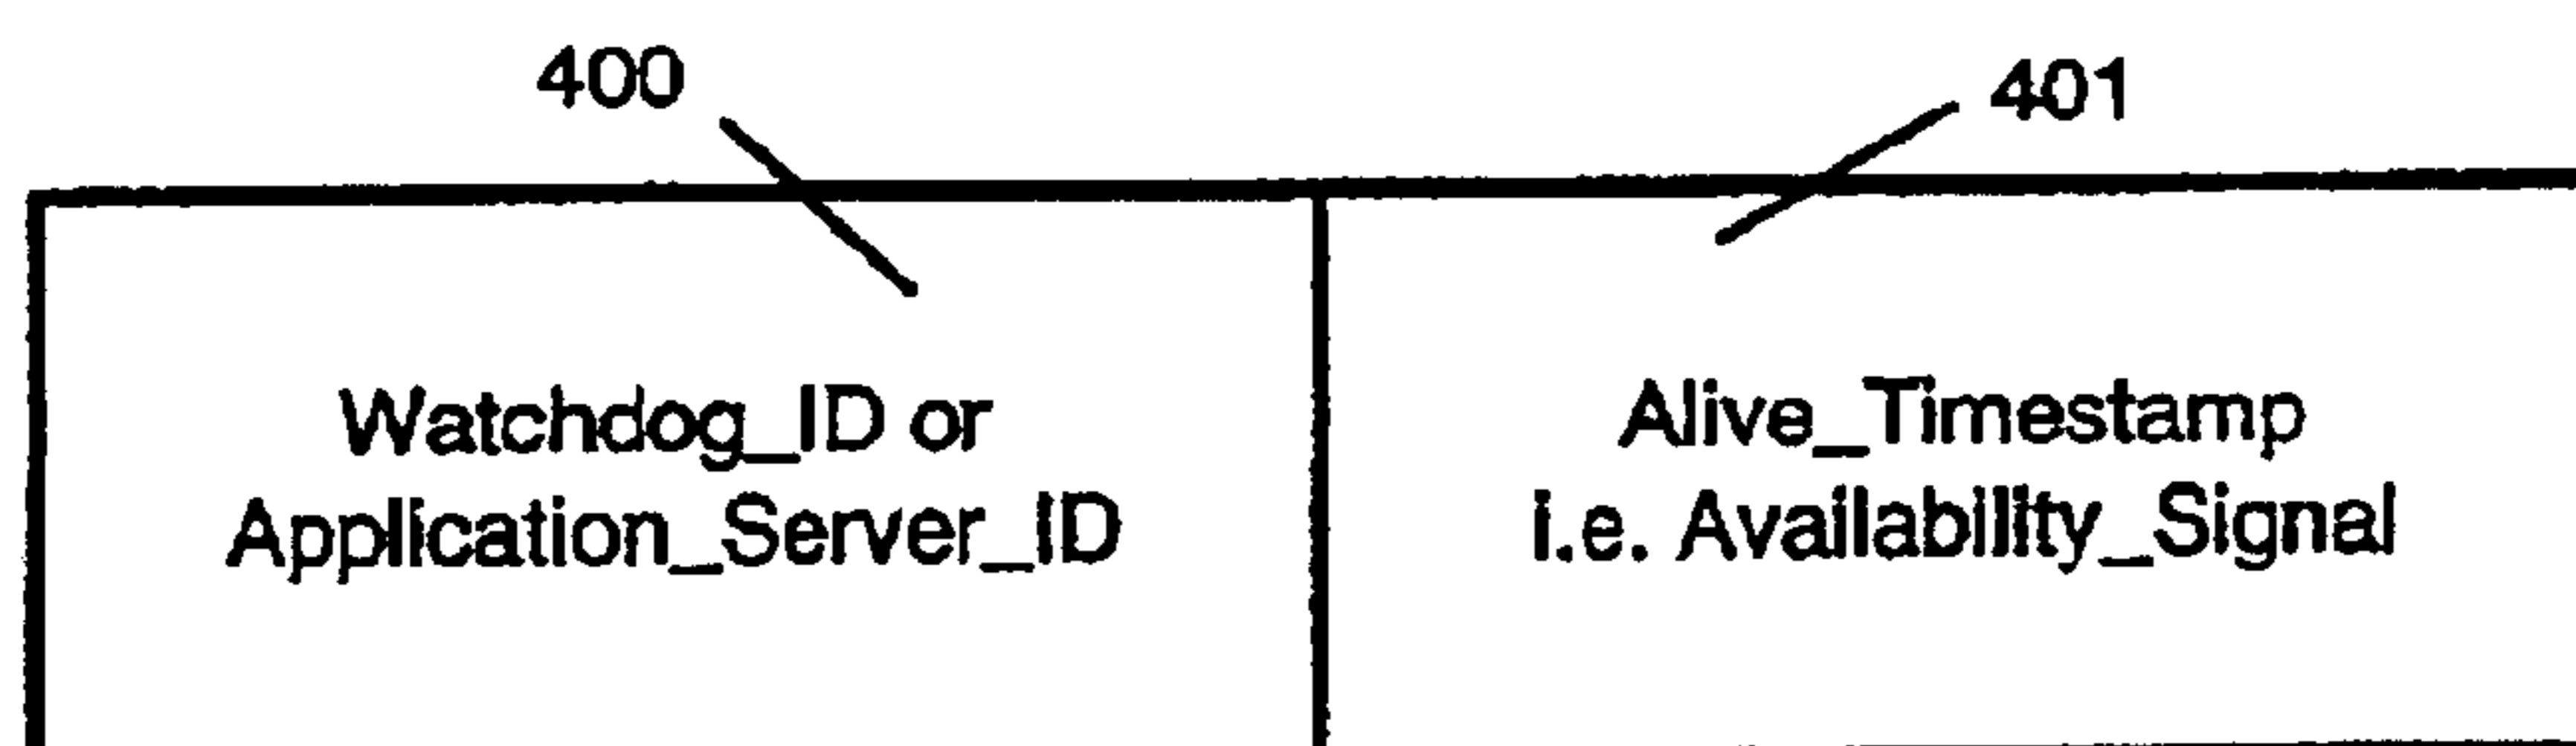 400
401
Watchdog_ID or
Application_Server_ID
Alive_Timestamp
i.e. Availability_Signal